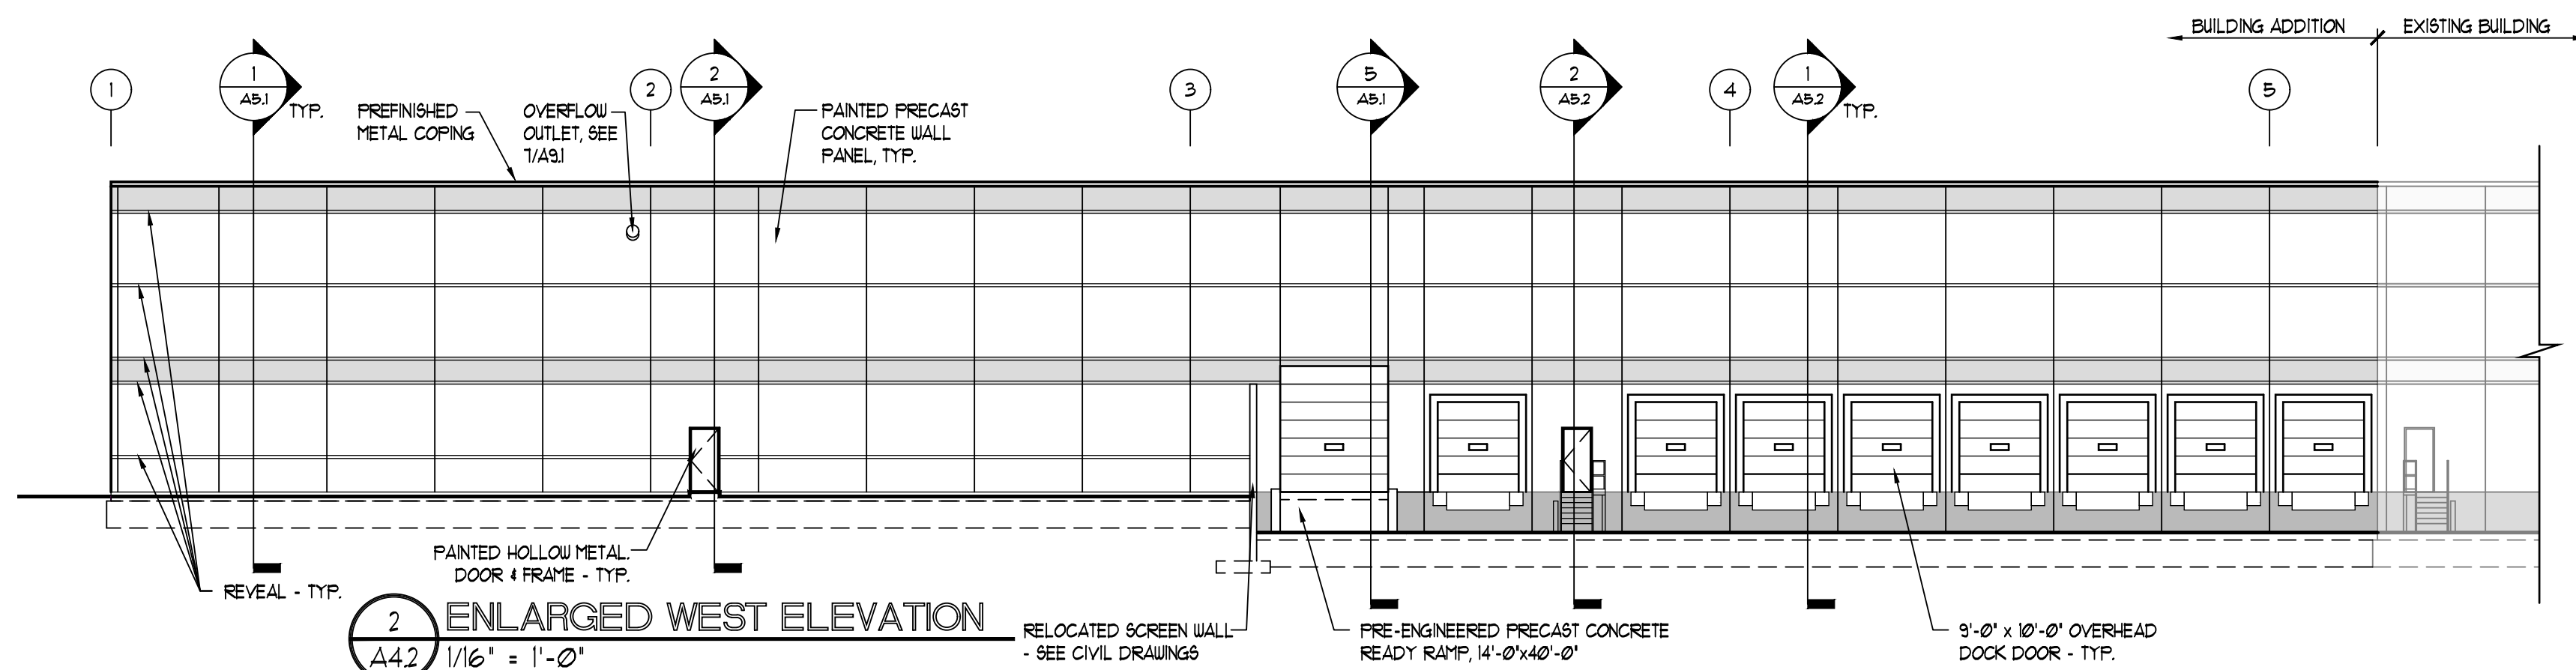 BUILDING ADDITION
EXISTING BUILDING
1
1
A5.1
TYP.
2
2
A5.1
3
5
A5.1
2
A5.2
4
1
A5.2
TYP.
5
PREFINISHED
METAL COPING
OVERFLOW
OUTLET, SEE
7/A9.1
PAINTED PRECAST
CONCRETE WALL
PANEL, TYP.
PAINTED HOLLOW METAL
DOOR & FRAME - TYP.
REVEAL - TYP.
2
A4.2
ENLARGED WEST ELEVATION
1/16" = 1'-0"
RELOCATED SCREEN WALL
- SEE CIVIL DRAWINGS
PRE-ENGINEERED PRECAST CONCRETE
READY RAMP, 14'-0"x40'-0"
9'-0" x 10'-0" OVERHEAD
DOCK DOOR - TYP.